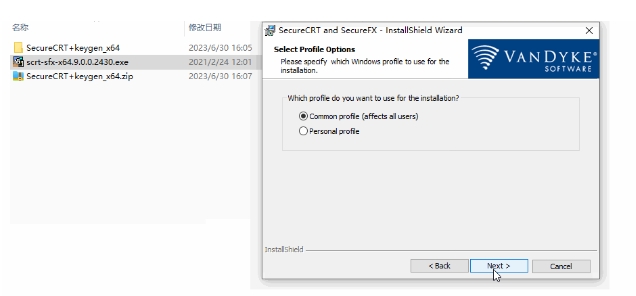 名称
修改日期
SecureCRT+keygen_x64
2023/6/30 16:05
scrt-sfx-x64.9.0.0.2430.exe
2021/2/24 12:01
SecureCRT+keygen_x64.zip
2023/6/30 16:07
SecureCRT and SecureFX - InstallShield Wizard
Select Profile Options
Please specify which Windows profile to use for the
installation.
VANDYKE®
SOFTWARE
Which profile do you want to use for the installation?
Common profile (affects all users)
Personal profile
InstallShield
< Back
Next >
Cancel